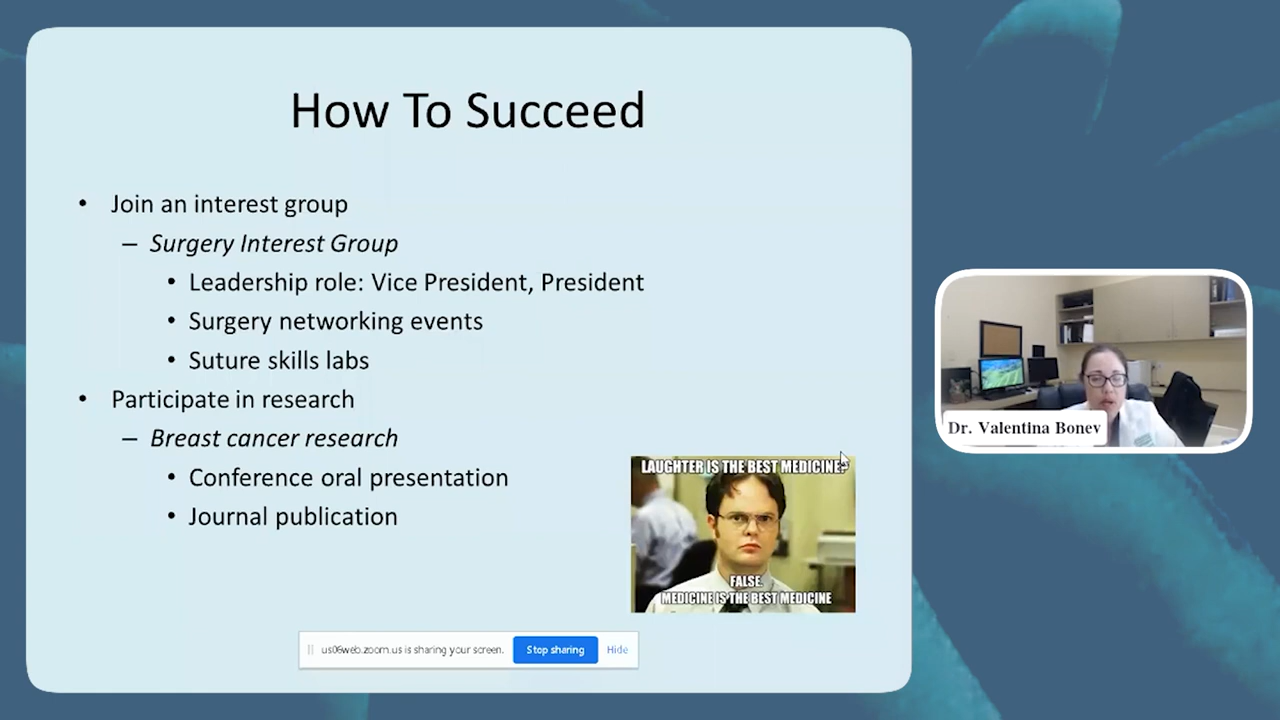 How To Succeed
• Join an interest group
– Surgery Interest Group
• Leadership role: Vice President, President
• Surgery networking events
• Suture skills labs
• Participate in research
– Breast cancer research
• Conference oral presentation
• Journal publication
LAUGHTER IS THE BEST MEDICINE?
FALSE.
MEDICINE IS THE BEST MEDICINE
us06web.zoom.us is sharing your screen. Stop sharing Hide
Dr. Valentina Bonev